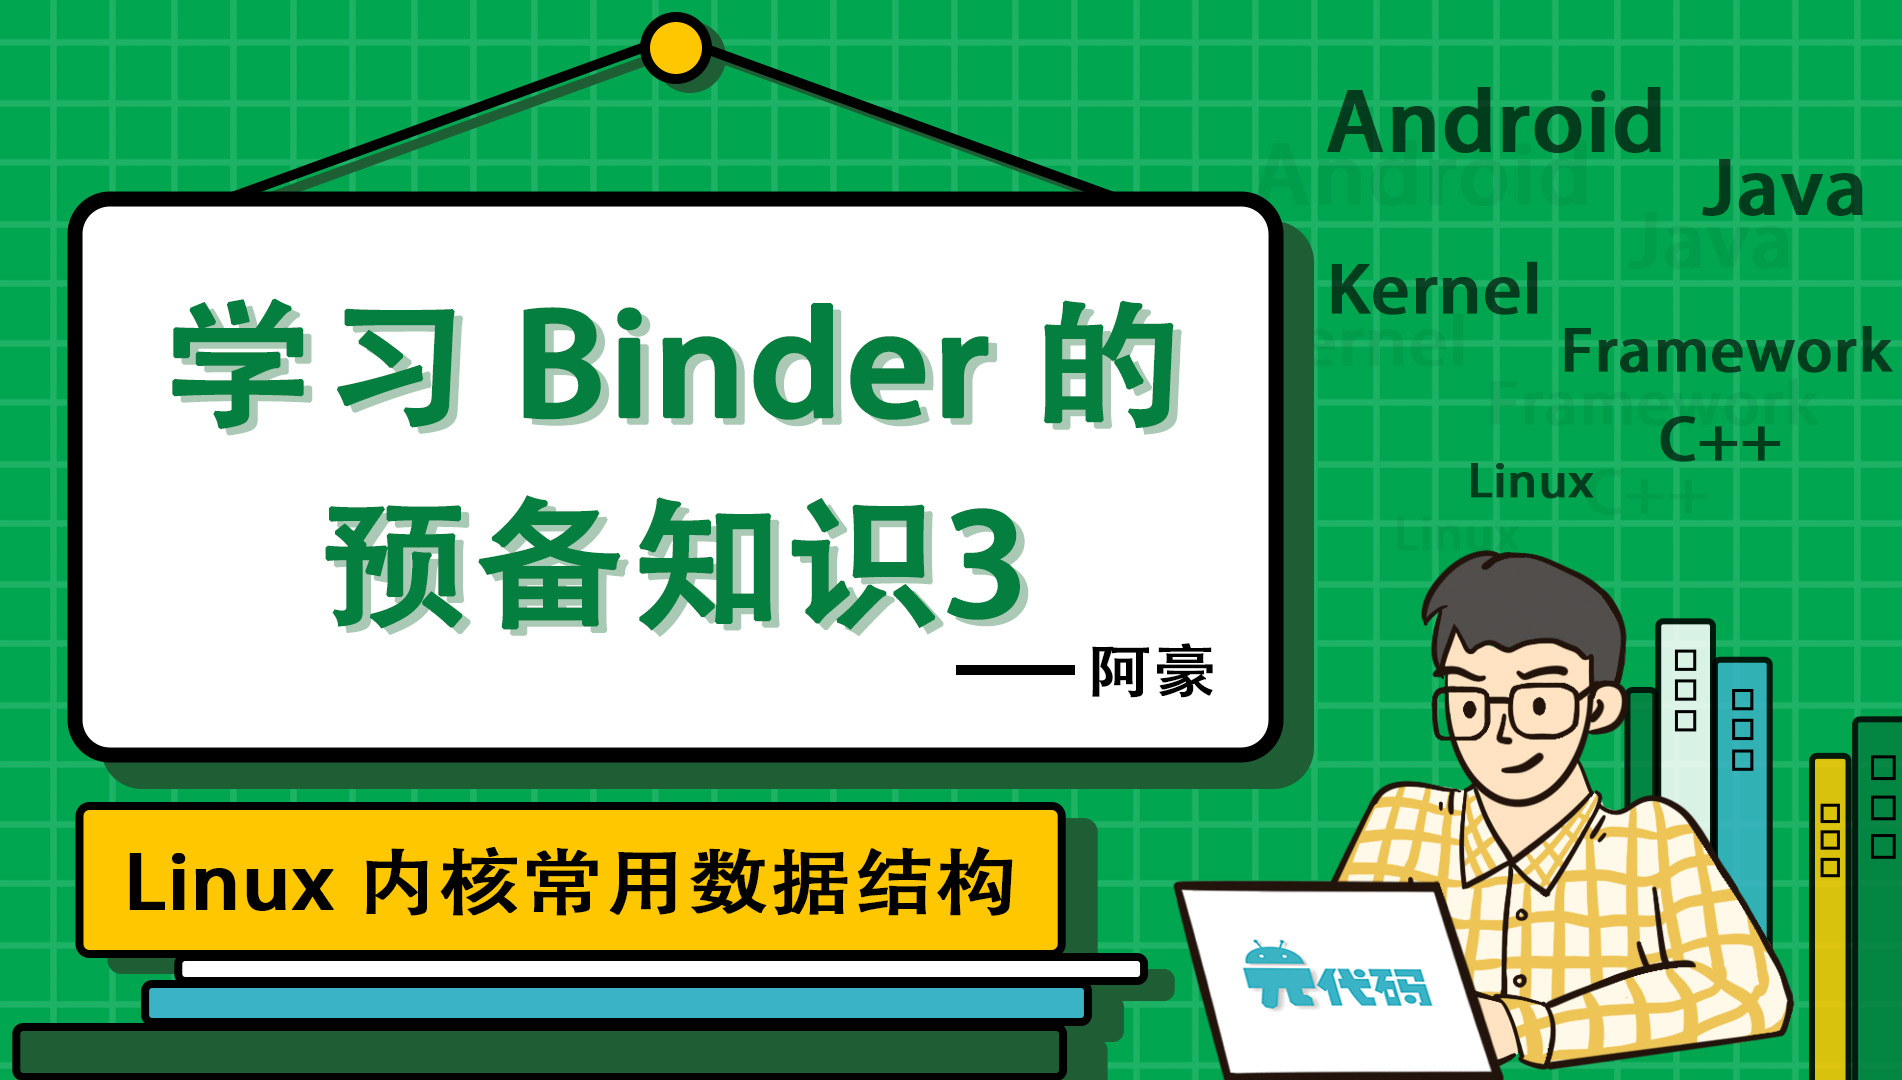 学习 Binder 的
预备知识3
—— 阿豪
Linux 内核常用数据结构
Android
Java
Kernel
Framework
C++
Linux
元代码